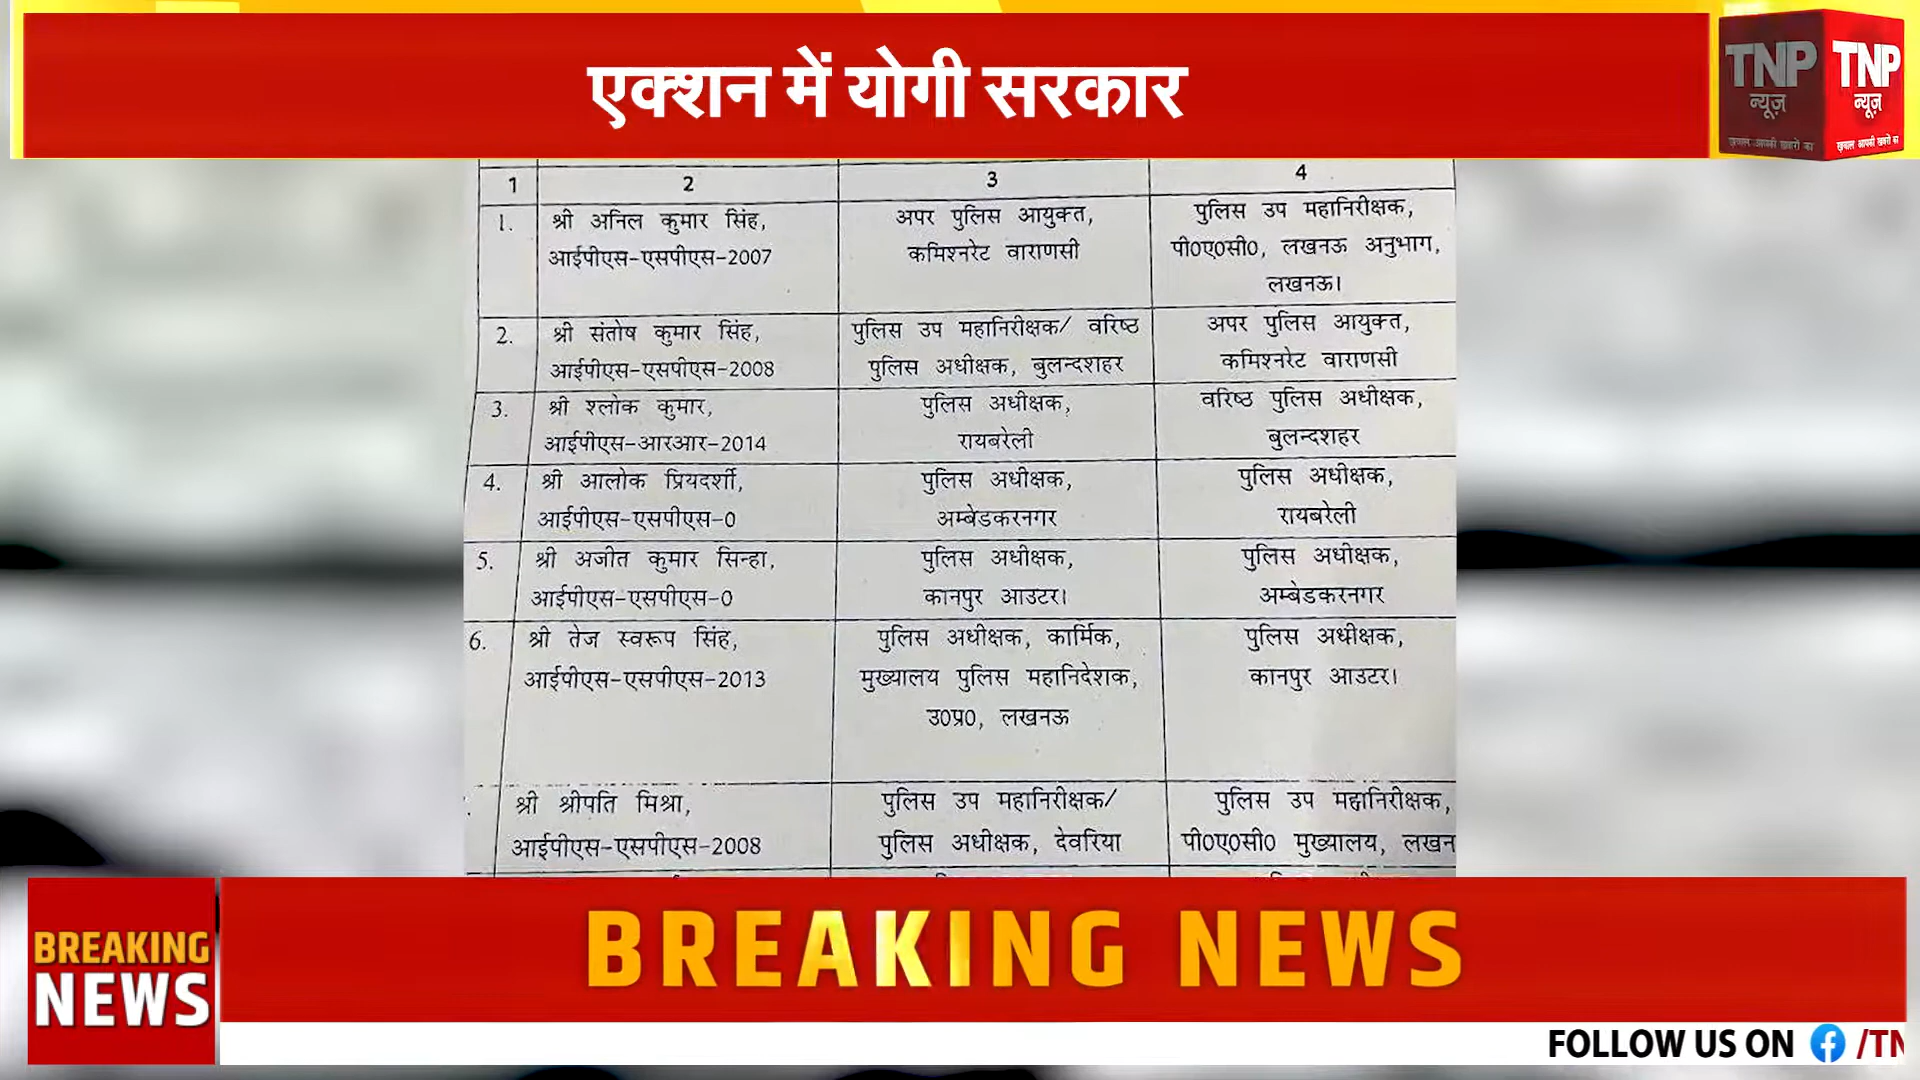 एक्शन में योगी सरकार
TNP
न्यूज़
TNP
न्यूज़
1 2 3 4
1. श्री अनिल कुमार सिंह, अपर पुलिस आयुक्त, पुलिस उप महानिरीक्षक,
आईपीएस-एसपीएस-2007 कमिश्नरेट वाराणसी पी0ए0सी0, लखनऊ अनुभाग,
लखनऊ।
2. श्री संतोष कुमार सिंह, पुलिस उप महानिरीक्षक/ वरिष्ठ अपर पुलिस आयुक्त,
आईपीएस-एसपीएस-2008 पुलिस अधीक्षक, बुलन्दशहर कमिश्नरेट वाराणसी
3. श्री श्लोक कुमार, पुलिस अधीक्षक, वरिष्ठ पुलिस अधीक्षक,
आईपीएस-आरआर-2014 रायबरेली बुलन्दशहर
4. श्री आलोक प्रियदर्शी, पुलिस अधीक्षक, पुलिस अधीक्षक,
आईपीएस-एसपीएस-0 अम्बेडकरनगर रायबरेली
5. श्री अजीत कुमार सिन्हा, पुलिस अधीक्षक, पुलिस अधीक्षक,
आईपीएस-एसपीएस-0 कानपुर आउटर। अम्बेडकरनगर
6. श्री तेज स्वरूप सिंह, पुलिस अधीक्षक, कार्मिक, पुलिस अधीक्षक,
आईपीएस-एसपीएस-2013 मुख्यालय पुलिस महानिदेशक, कानपुर आउटर।
उ0प्र0, लखनऊ
श्री श्रीपति मिश्रा, पुलिस उप महानिरीक्षक/ पुलिस उप महानिरीक्षक,
आईपीएस-एसपीएस-2008 पुलिस अधीक्षक, देवरिया पी0ए0सी0 मुख्यालय, लखन
BREAKING
NEWS
BREAKING NEWS
FOLLOW US ON /TN